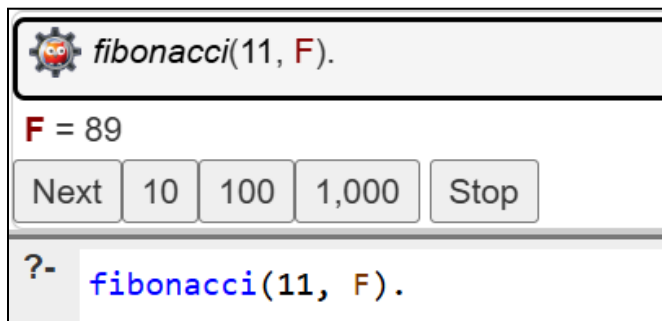 fibonacci(11, F).
F = 89
Next 10 100 1,000 Stop
?- fibonacci(11, F).